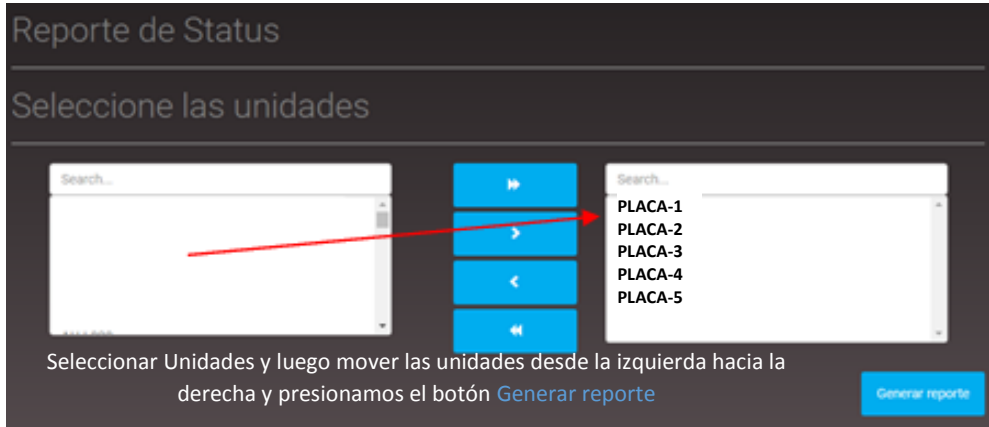 Reporte de Status
Seleccione las unidades
Search...
Search...
PLACA-1
PLACA-2
PLACA-3
PLACA-4
PLACA-5
Seleccionar Unidades y luego mover las unidades desde la izquierda hacia la
derecha y presionamos el botón Generar reporte
Generar reporte